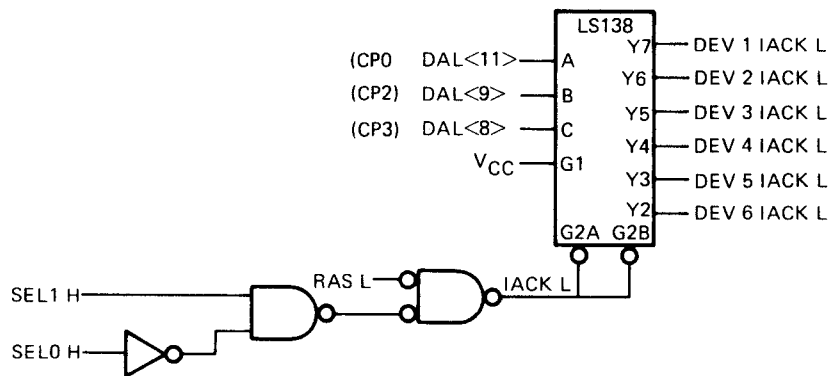 LS138
(CP0 DAL<11> A Y7 DEV 1 IACK L
Y6 DEV 2 IACK L
(CP2) DAL<9> B Y5 DEV 3 IACK L
(CP3) DAL<8> C Y4 DEV 4 IACK L
VCC G1 Y3 DEV 5 IACK L
Y2 DEV 6 IACK L
G2A G2B
RAS L IACK L
SEL1 H
SEL0 H